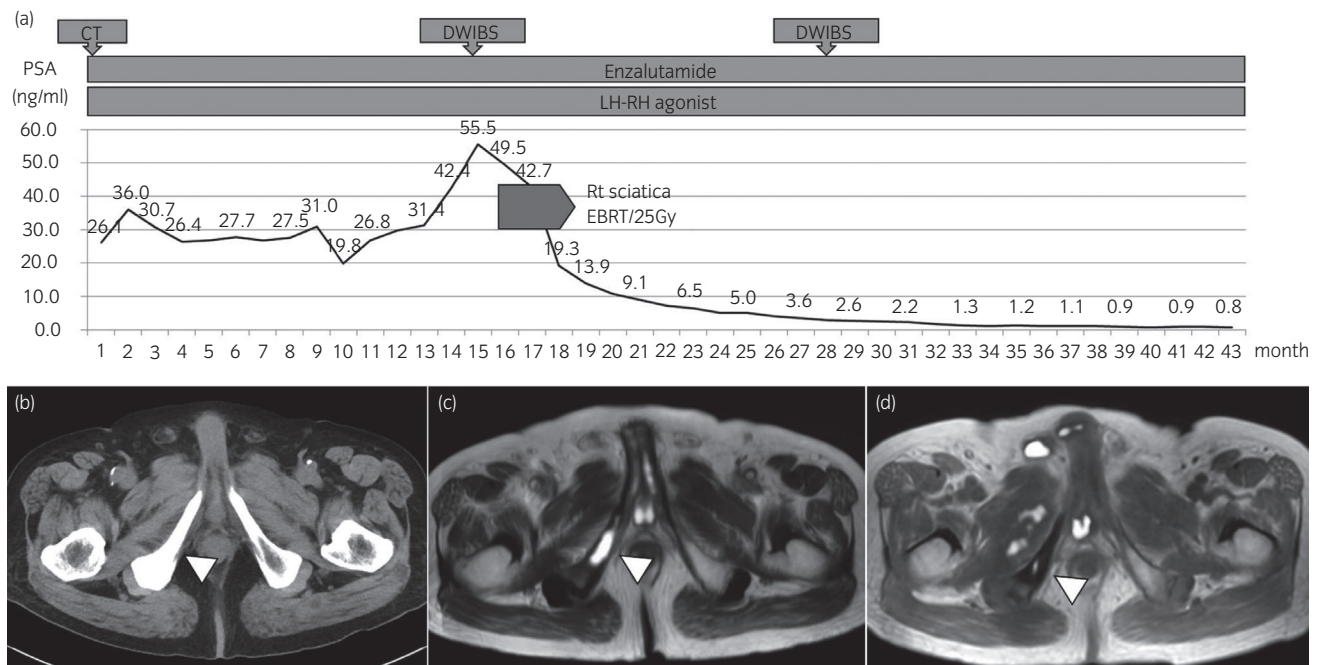 (a)
CT DWIBS DWIBS
PSA
(ng/ml)
Enzalutamide
LH-RH agonist
60.0
50.0
40.0
30.0
20.0
10.0
0.0
26.1 36.0 30.7 26.4 27.7 27.5 31.0 19.8 26.8 31.4 42.4 55.5 49.5 42.7 19.3 13.9 9.1 6.5 5.0 3.6 2.6 2.2 1.3 1.2 1.1 0.9 0.9 0.8
Rt sciatica
EBRT/25Gy
1 2 3 4 5 6 7 8 9 10 11 12 13 14 15 16 17 18 19 20 21 22 23 24 25 26 27 28 29 30 31 32 33 34 35 36 37 38 39 40 41 42 43 month
(b) (c) (d)